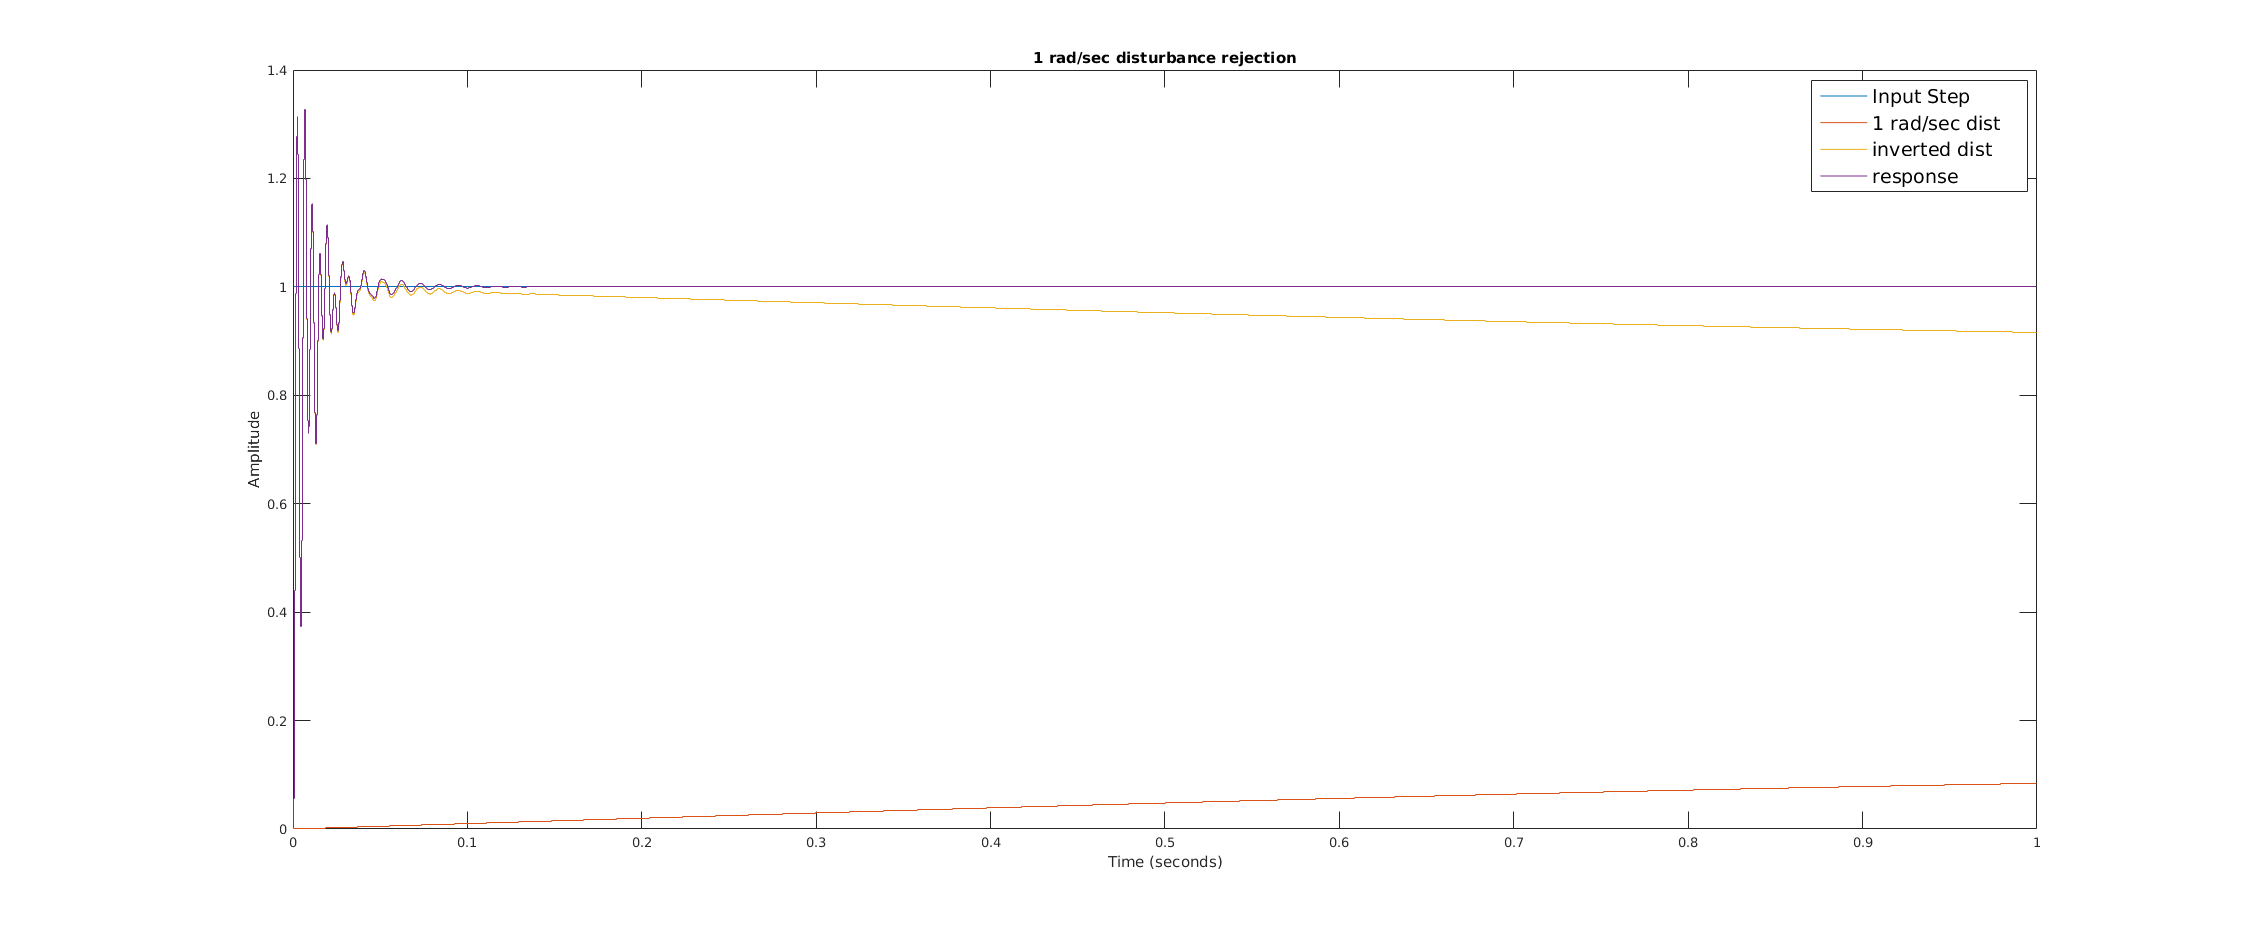 1 rad/sec disturbance rejection
1.4
1.2
1
0.8
0.6
0.4
0.2
0
Amplitude
Input Step
1 rad/sec dist
inverted dist
response
0 0.1 0.2 0.3 0.4 0.5 0.6 0.7 0.8 0.9 1
Time (seconds)